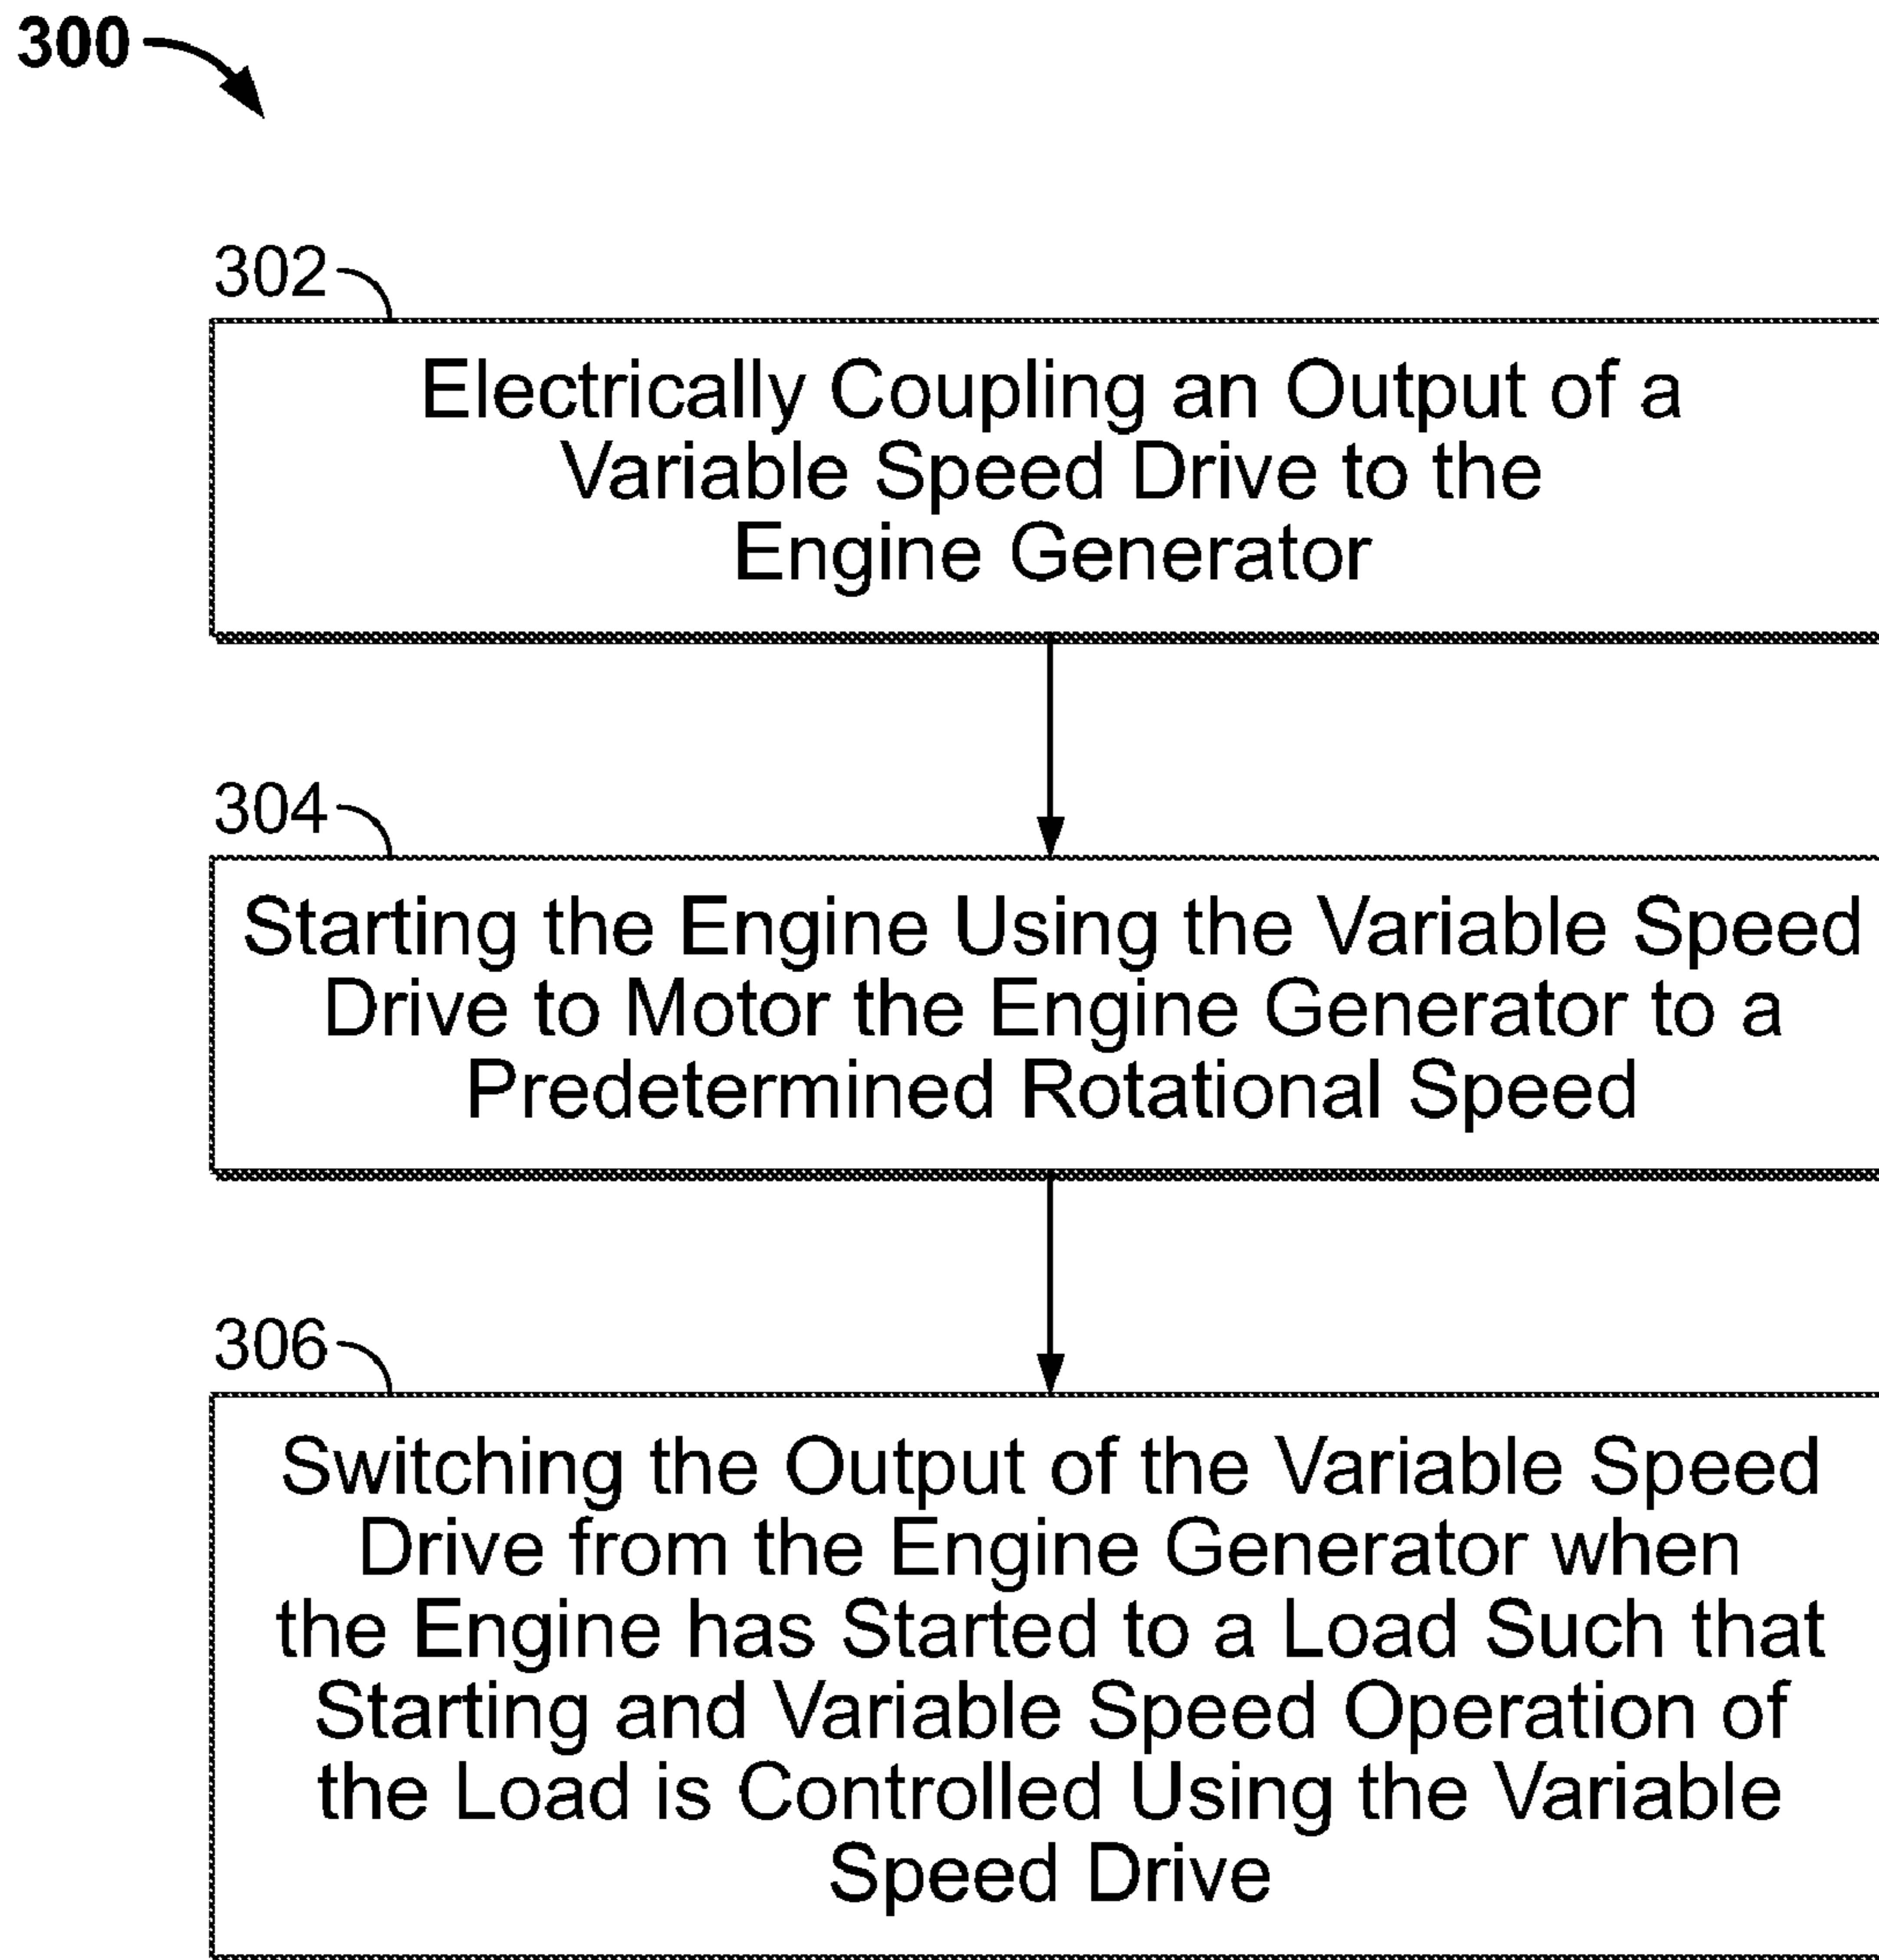 300
302
Electrically Coupling an Output of a
Variable Speed Drive to the
Engine Generator
304
Starting the Engine Using the Variable Speed
Drive to Motor the Engine Generator to a
Predetermined Rotational Speed
306
Switching the Output of the Variable Speed
Drive from the Engine Generator when
the Engine has Started to a Load Such that
Starting and Variable Speed Operation of
the Load is Controlled Using the Variable
Speed Drive